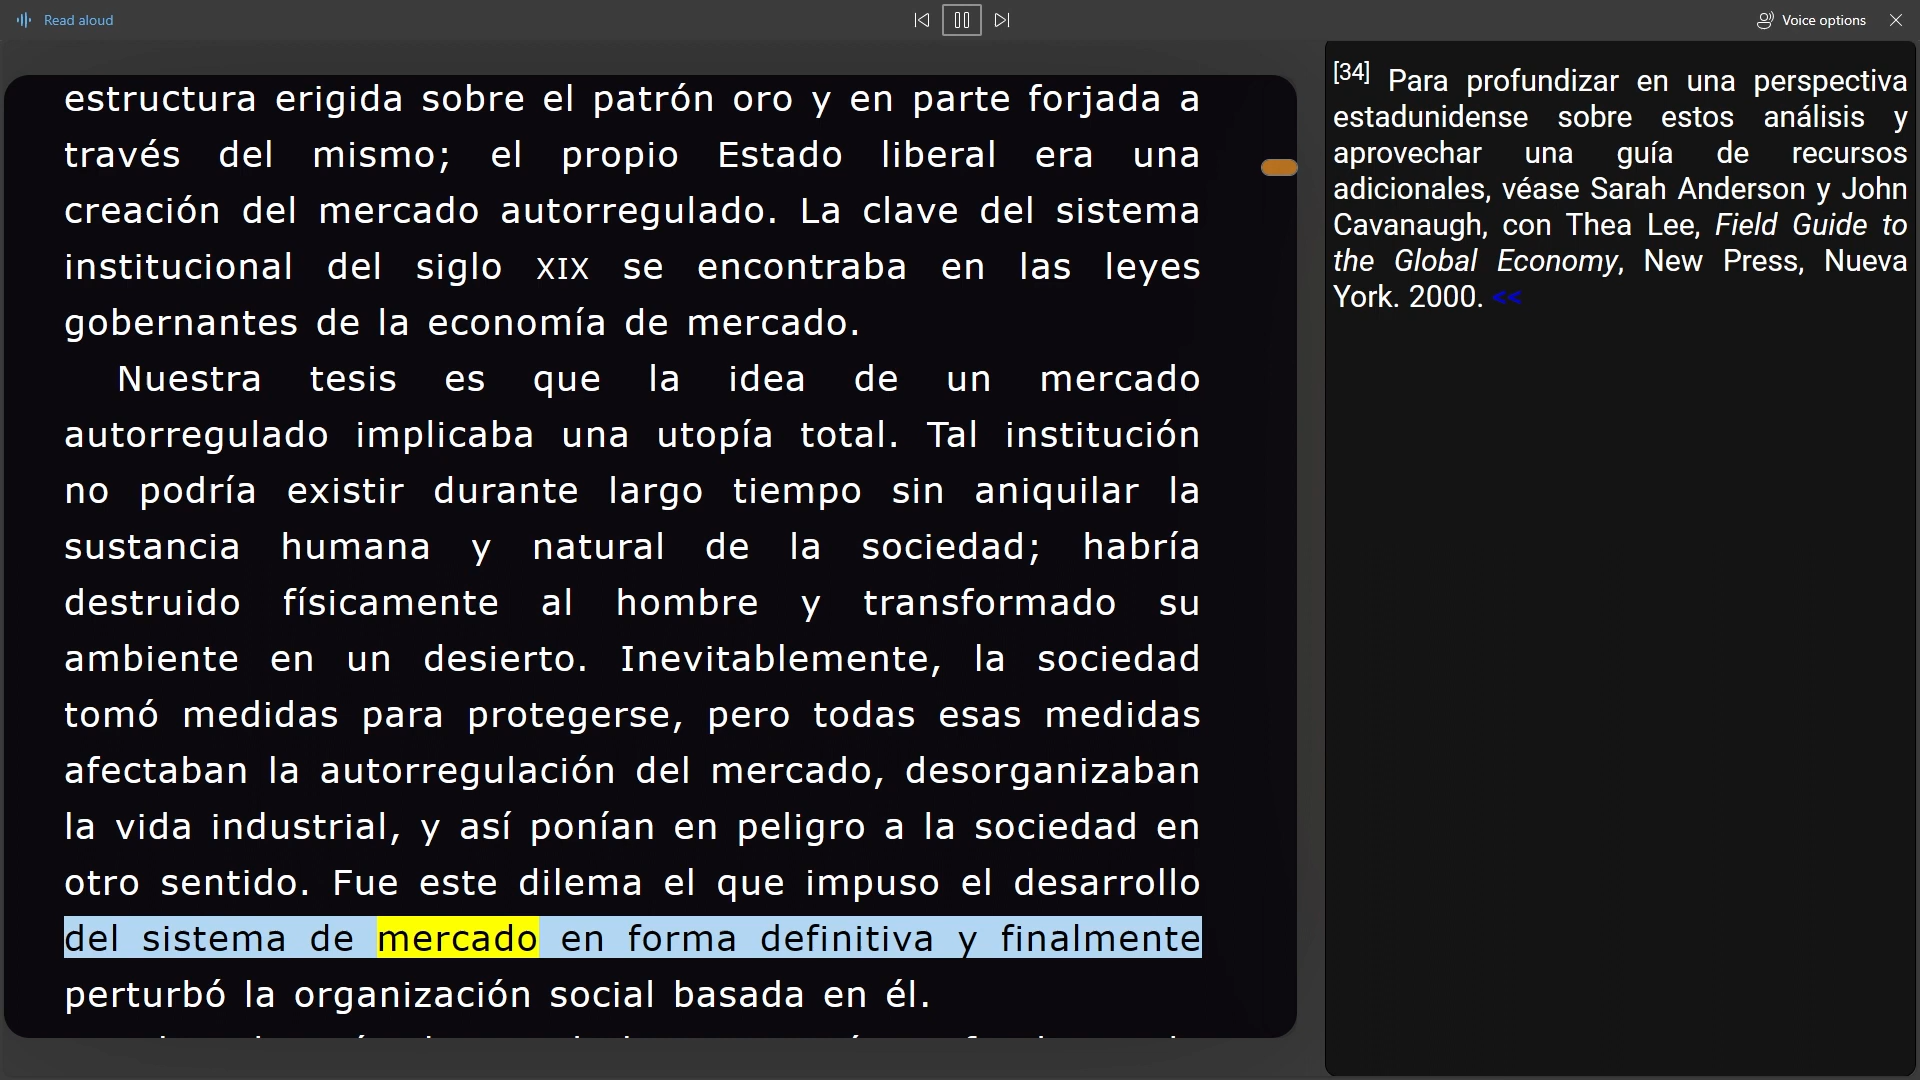 Read aloud
Voice options
estructura erigida sobre el patrón oro y en parte forjada a
través del mismo; el propio Estado liberal era una
creación del mercado autorregulado. La clave del sistema
institucional del siglo XIX se encontraba en las leyes
gobernantes de la economía de mercado.
Nuestra tesis es que la idea de un mercado
autorregulado implicaba una utopía total. Tal institución
no podría existir durante largo tiempo sin aniquilar la
sustancia humana y natural de la sociedad; habría
destruido físicamente al hombre y transformado su
ambiente en un desierto. Inevitablemente, la sociedad
tomó medidas para protegerse, pero todas esas medidas
afectaban la autorregulación del mercado, desorganizaban
la vida industrial, y así ponían en peligro a la sociedad en
otro sentido. Fue este dilema el que impuso el desarrollo
del sistema de mercado en forma definitiva y finalmente
perturbó la organización social basada en él.
[34] Para profundizar en una perspectiva
estadunidense sobre estos análisis y
aprovechar una guía de recursos
adicionales, véase Sarah Anderson y John
Cavanaugh, con Thea Lee, Field Guide to
the Global Economy, New Press, Nueva
York. 2000. <<